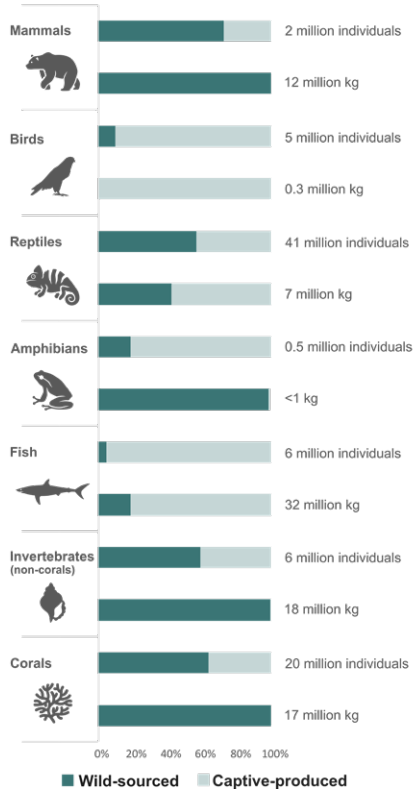 Mammals
2 million individuals
12 million kg
Birds
5 million individuals
0.3 million kg
Reptiles
41 million individuals
7 million kg
Amphibians
0.5 million individuals
<1 kg
Fish
6 million individuals
32 million kg
Invertebrates
(non-corals)
6 million individuals
18 million kg
Corals
20 million individuals
17 million kg
0% 20% 40% 60% 80% 100%
Wild-sourced Captive-produced